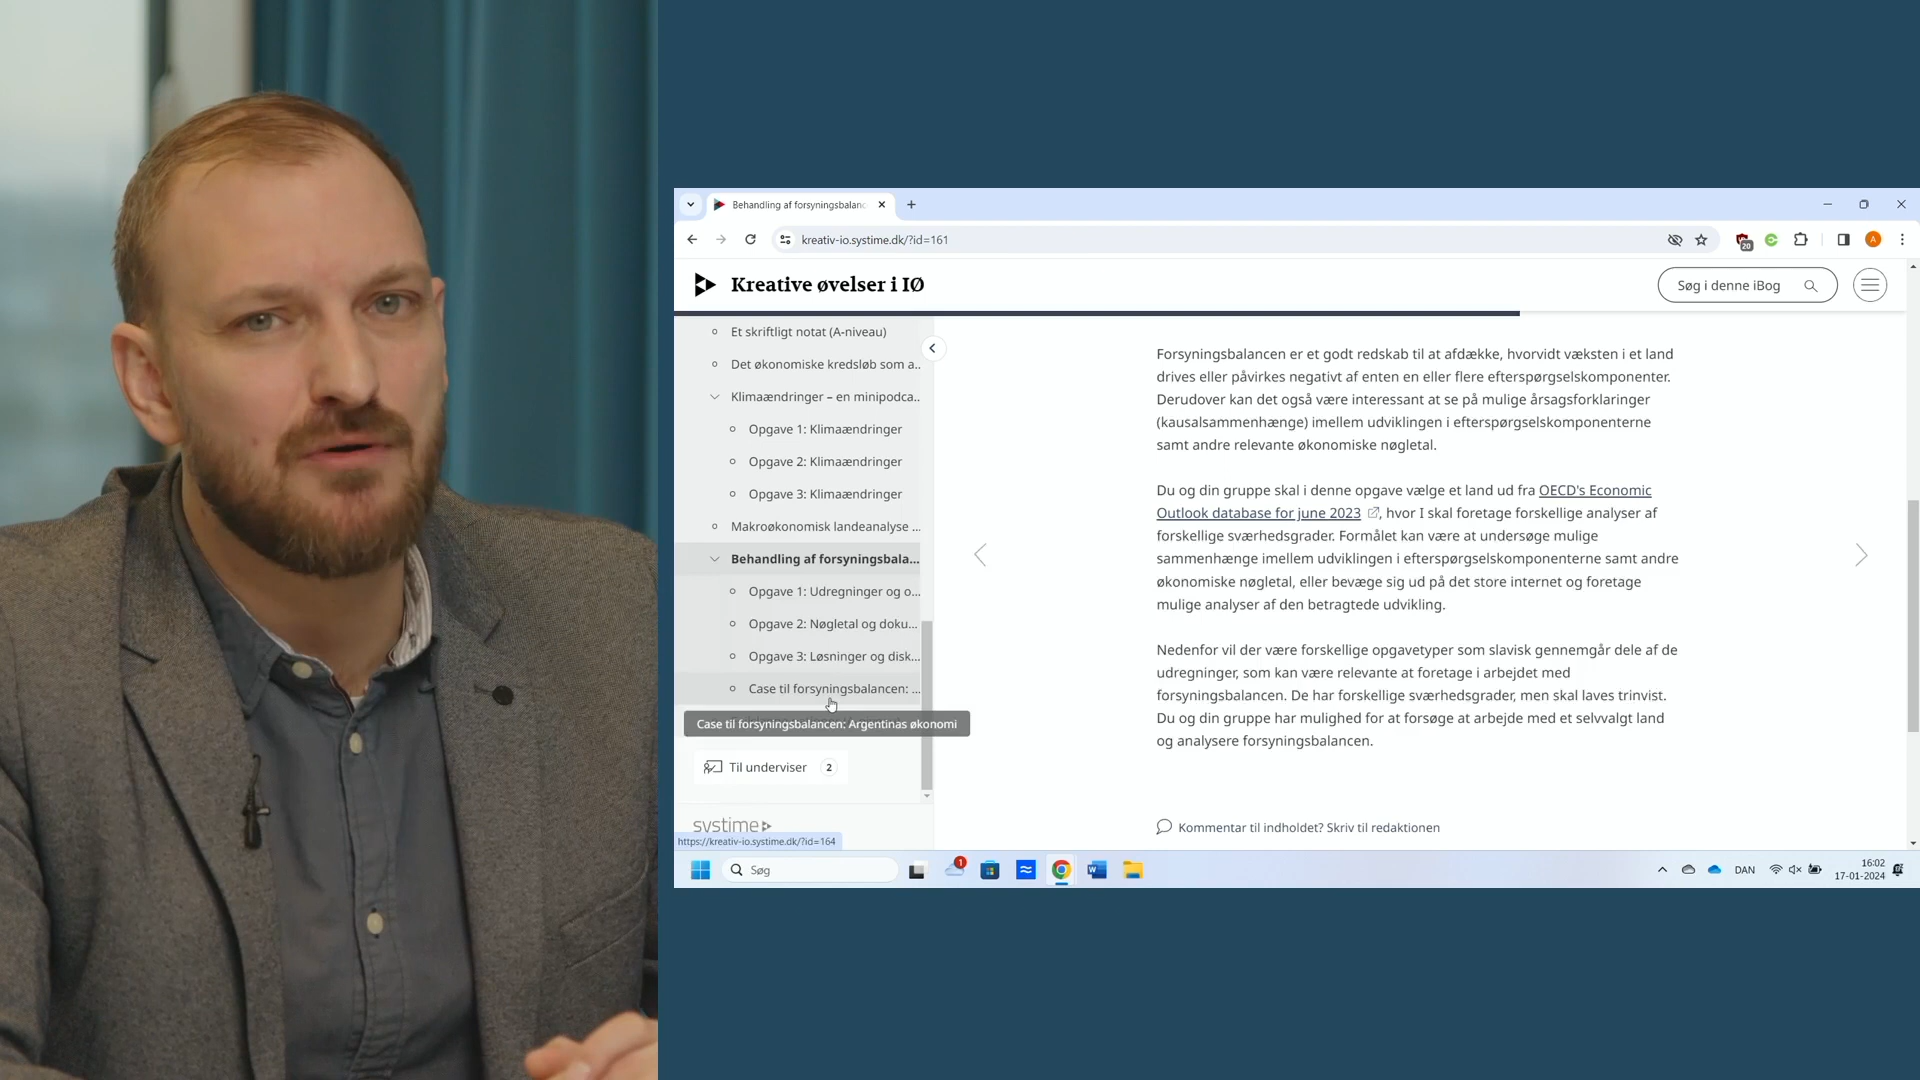 Behandling af forsyningsbalanc
kreativ-io.systime.dk/?id=161
20
A
Kreative øvelser i IØ
Søg i denne iBog
Et skriftligt notat (A-niveau)
Det økonomiske kredsløb som a..
Klimaændringer – en minipodca..
Opgave 1: Klimaændringer
Opgave 2: Klimaændringer
Opgave 3: Klimaændringer
Makroøkonomisk landeanalyse ...
Behandling af forsyningsbala...
Opgave 1: Udregninger og o...
Opgave 2: Nøgletal og doku...
Opgave 3: Løsninger og disk...
Case til forsyningsbalancen: ...
Case til forsyningsbalancen: Argentinas økonomi
Til underviser 2
systime
https://kreativ-io.systime.dk/?id=164
Forsyningsbalancen er et godt redskab til at afdække, hvorvidt væksten i et land
drives eller påvirkes negativt af enten en eller flere efterspørgselskomponenter.
Derudover kan det også være interessant at se på mulige årsagsforklaringer
(kausalsammenhænge) imellem udviklingen i efterspørgselskomponenterne
samt andre relevante økonomiske nøgletal.
Du og din gruppe skal i denne opgave vælge et land ud fra OECD's Economic
Outlook database for june 2023, hvor I skal foretage forskellige analyser af
forskellige sværhedsgrader. Formålet kan være at undersøge mulige
sammenhænge imellem udviklingen i efterspørgselskomponenterne samt andre
økonomiske nøgletal, eller bevæge sig ud på det store internet og foretage
mulige analyser af den betragtede udvikling.
Nedenfor vil der være forskellige opgavetyper som slavisk gennemgår dele af de
udregninger, som kan være relevante at foretage i arbejdet med
forsyningsbalancen. De har forskellige sværhedsgrader, men skal laves trinvist.
Du og din gruppe har mulighed for at forsøge at arbejde med et selvvalgt land
og analysere forsyningsbalancen.
Kommentar til indholdet? Skriv til redaktionen
Søg
1
DAN
16:02
17-01-2024